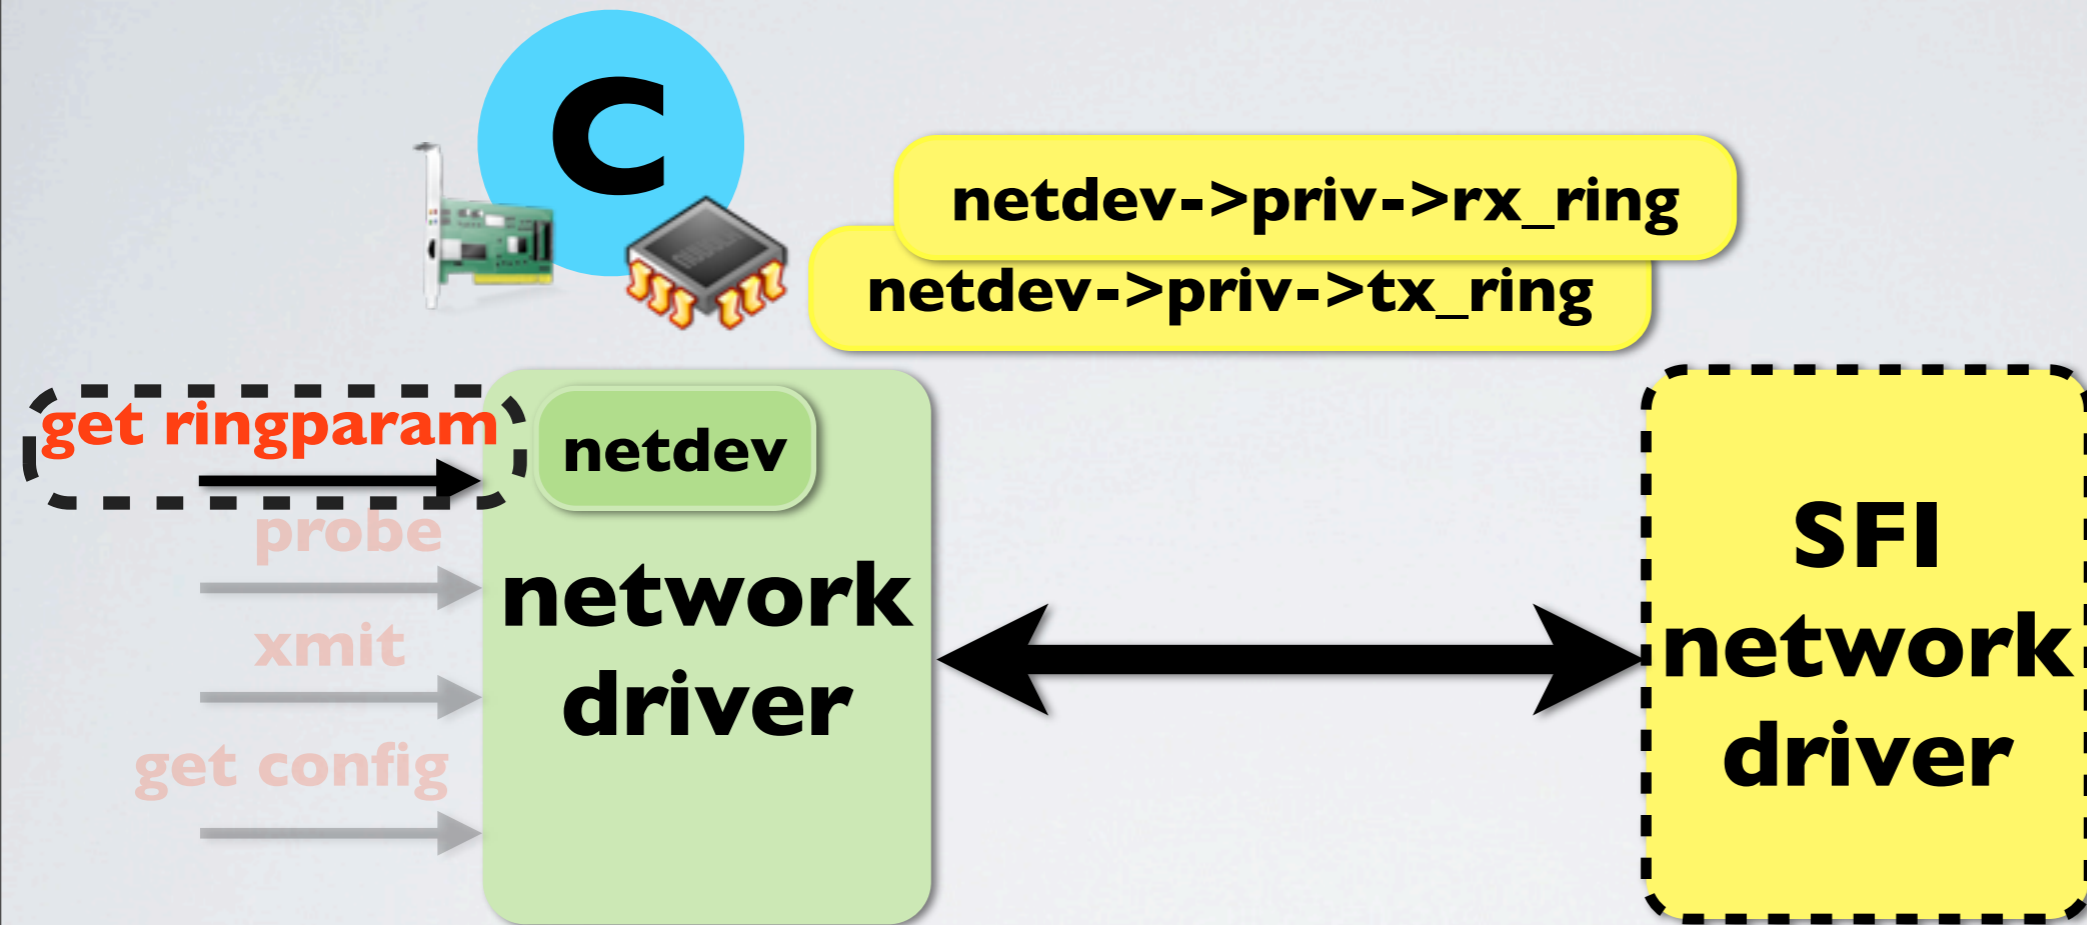 C
netdev->priv->rx_ring
netdev->priv->tx_ring
get ringparam
netdev
probe
xmit
get config
network
driver
SFI
network
driver